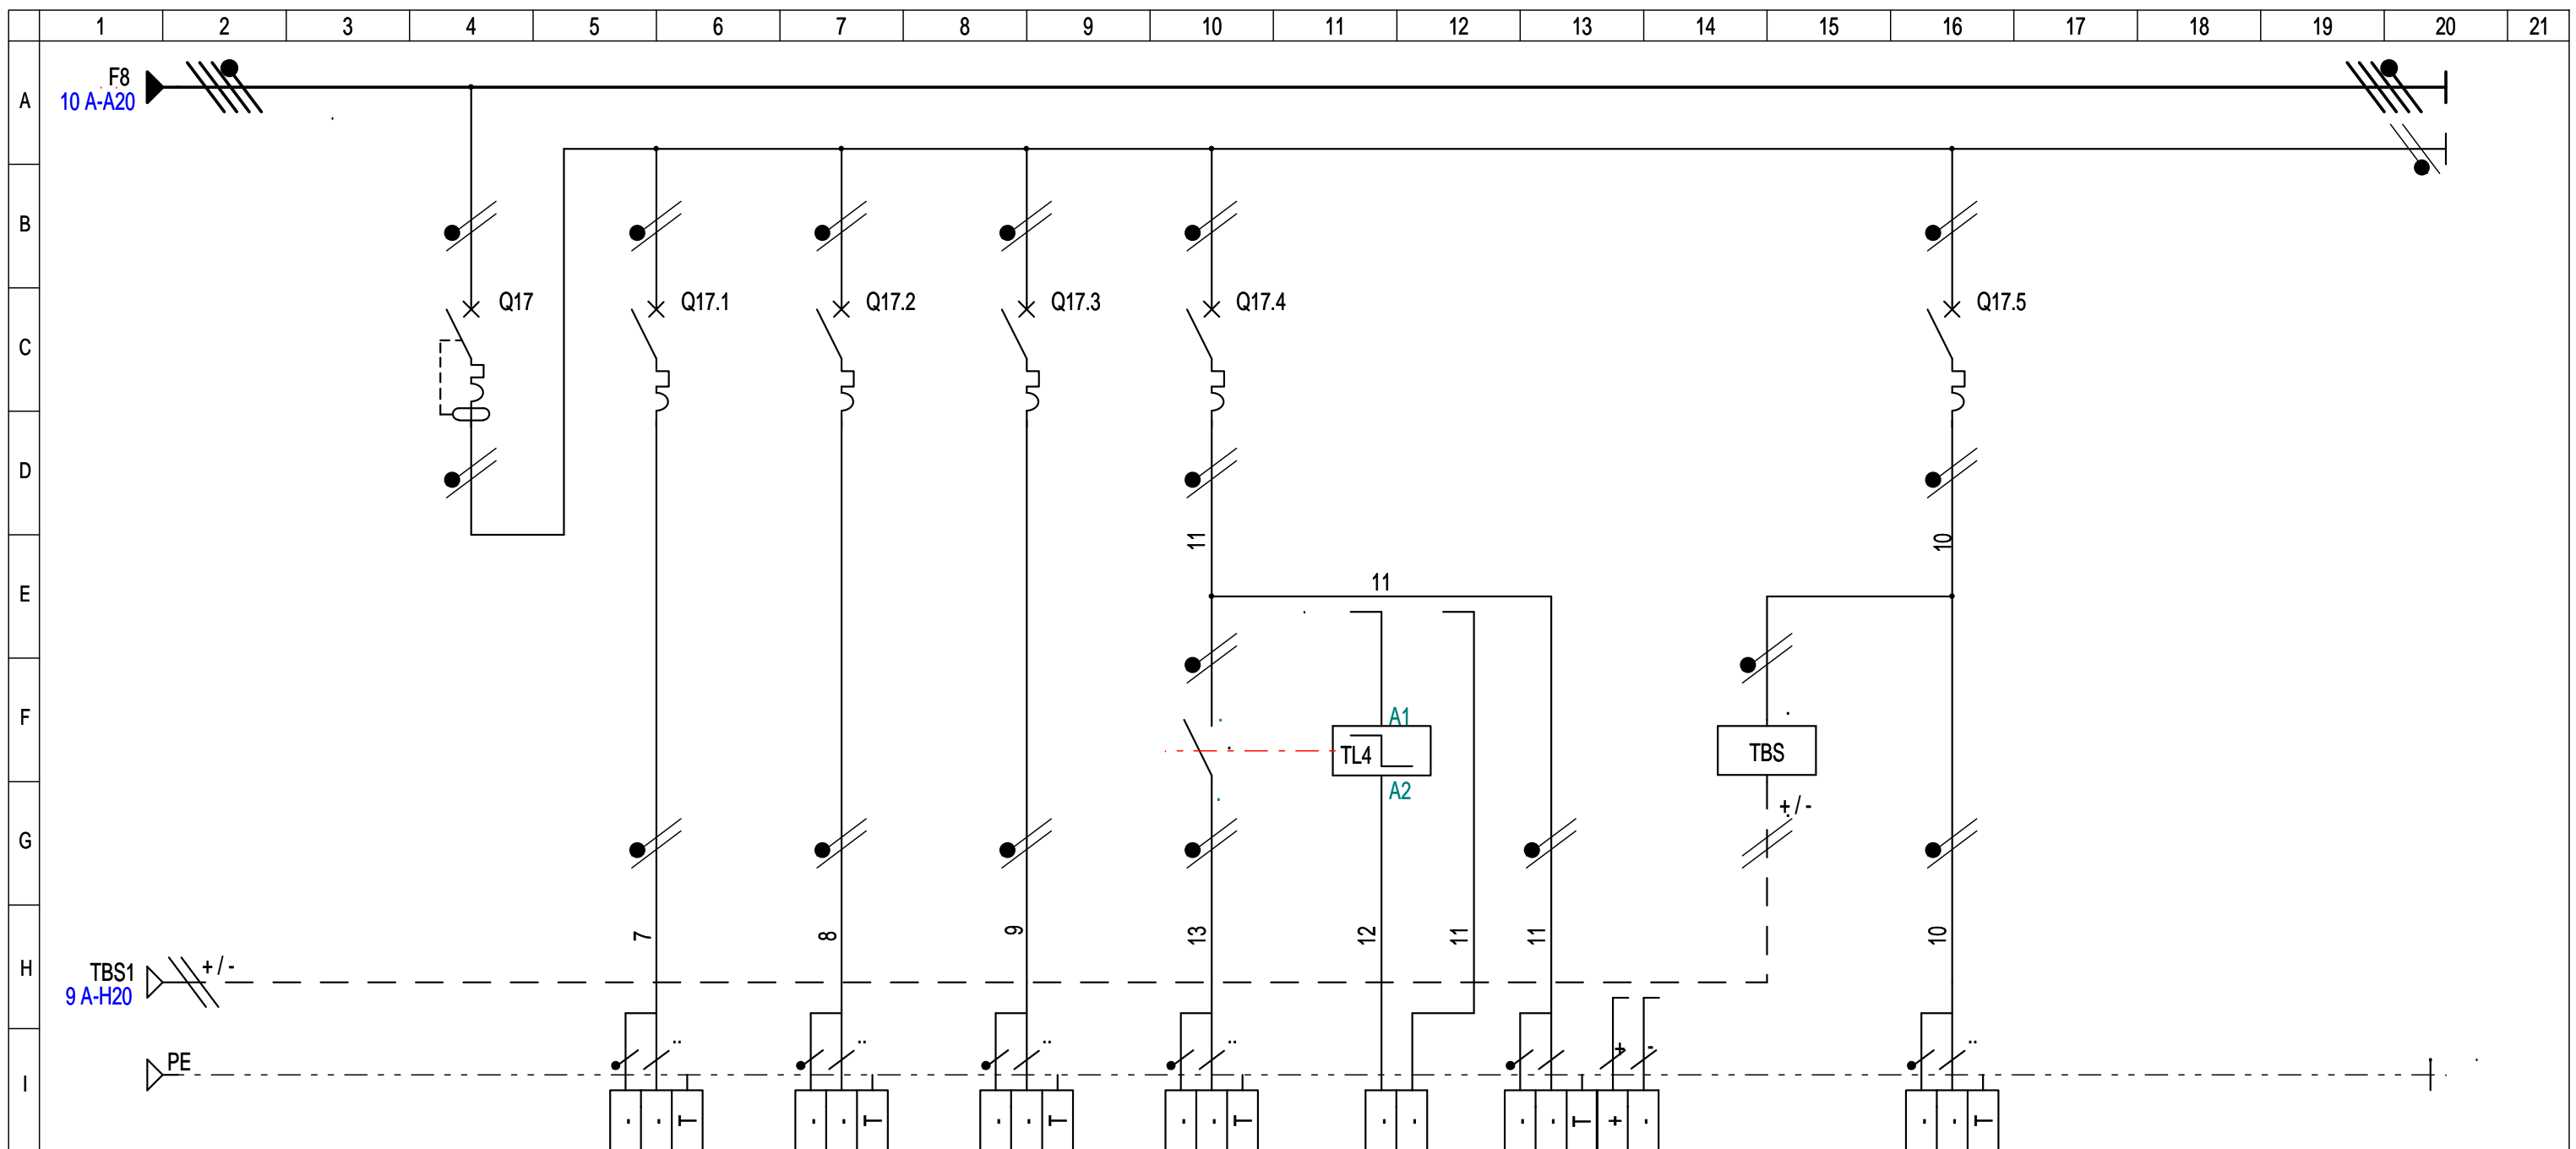 1 2 3 4 5 6 7 8 9 10 11 12 13 14 15 16 17 18 19 20 21
A
F8
10 A-A20
B
Q17 Q17.1 Q17.2 Q17.3 Q17.4 Q17.5
C
D
11 10
11
E
F
A1
TL4 TBS
A2
+ / -
G
7 8 9 13 12 11 11 10
H
TBS1 + / -
9 A-H20
PE
+ -
I
T T T T T + - T